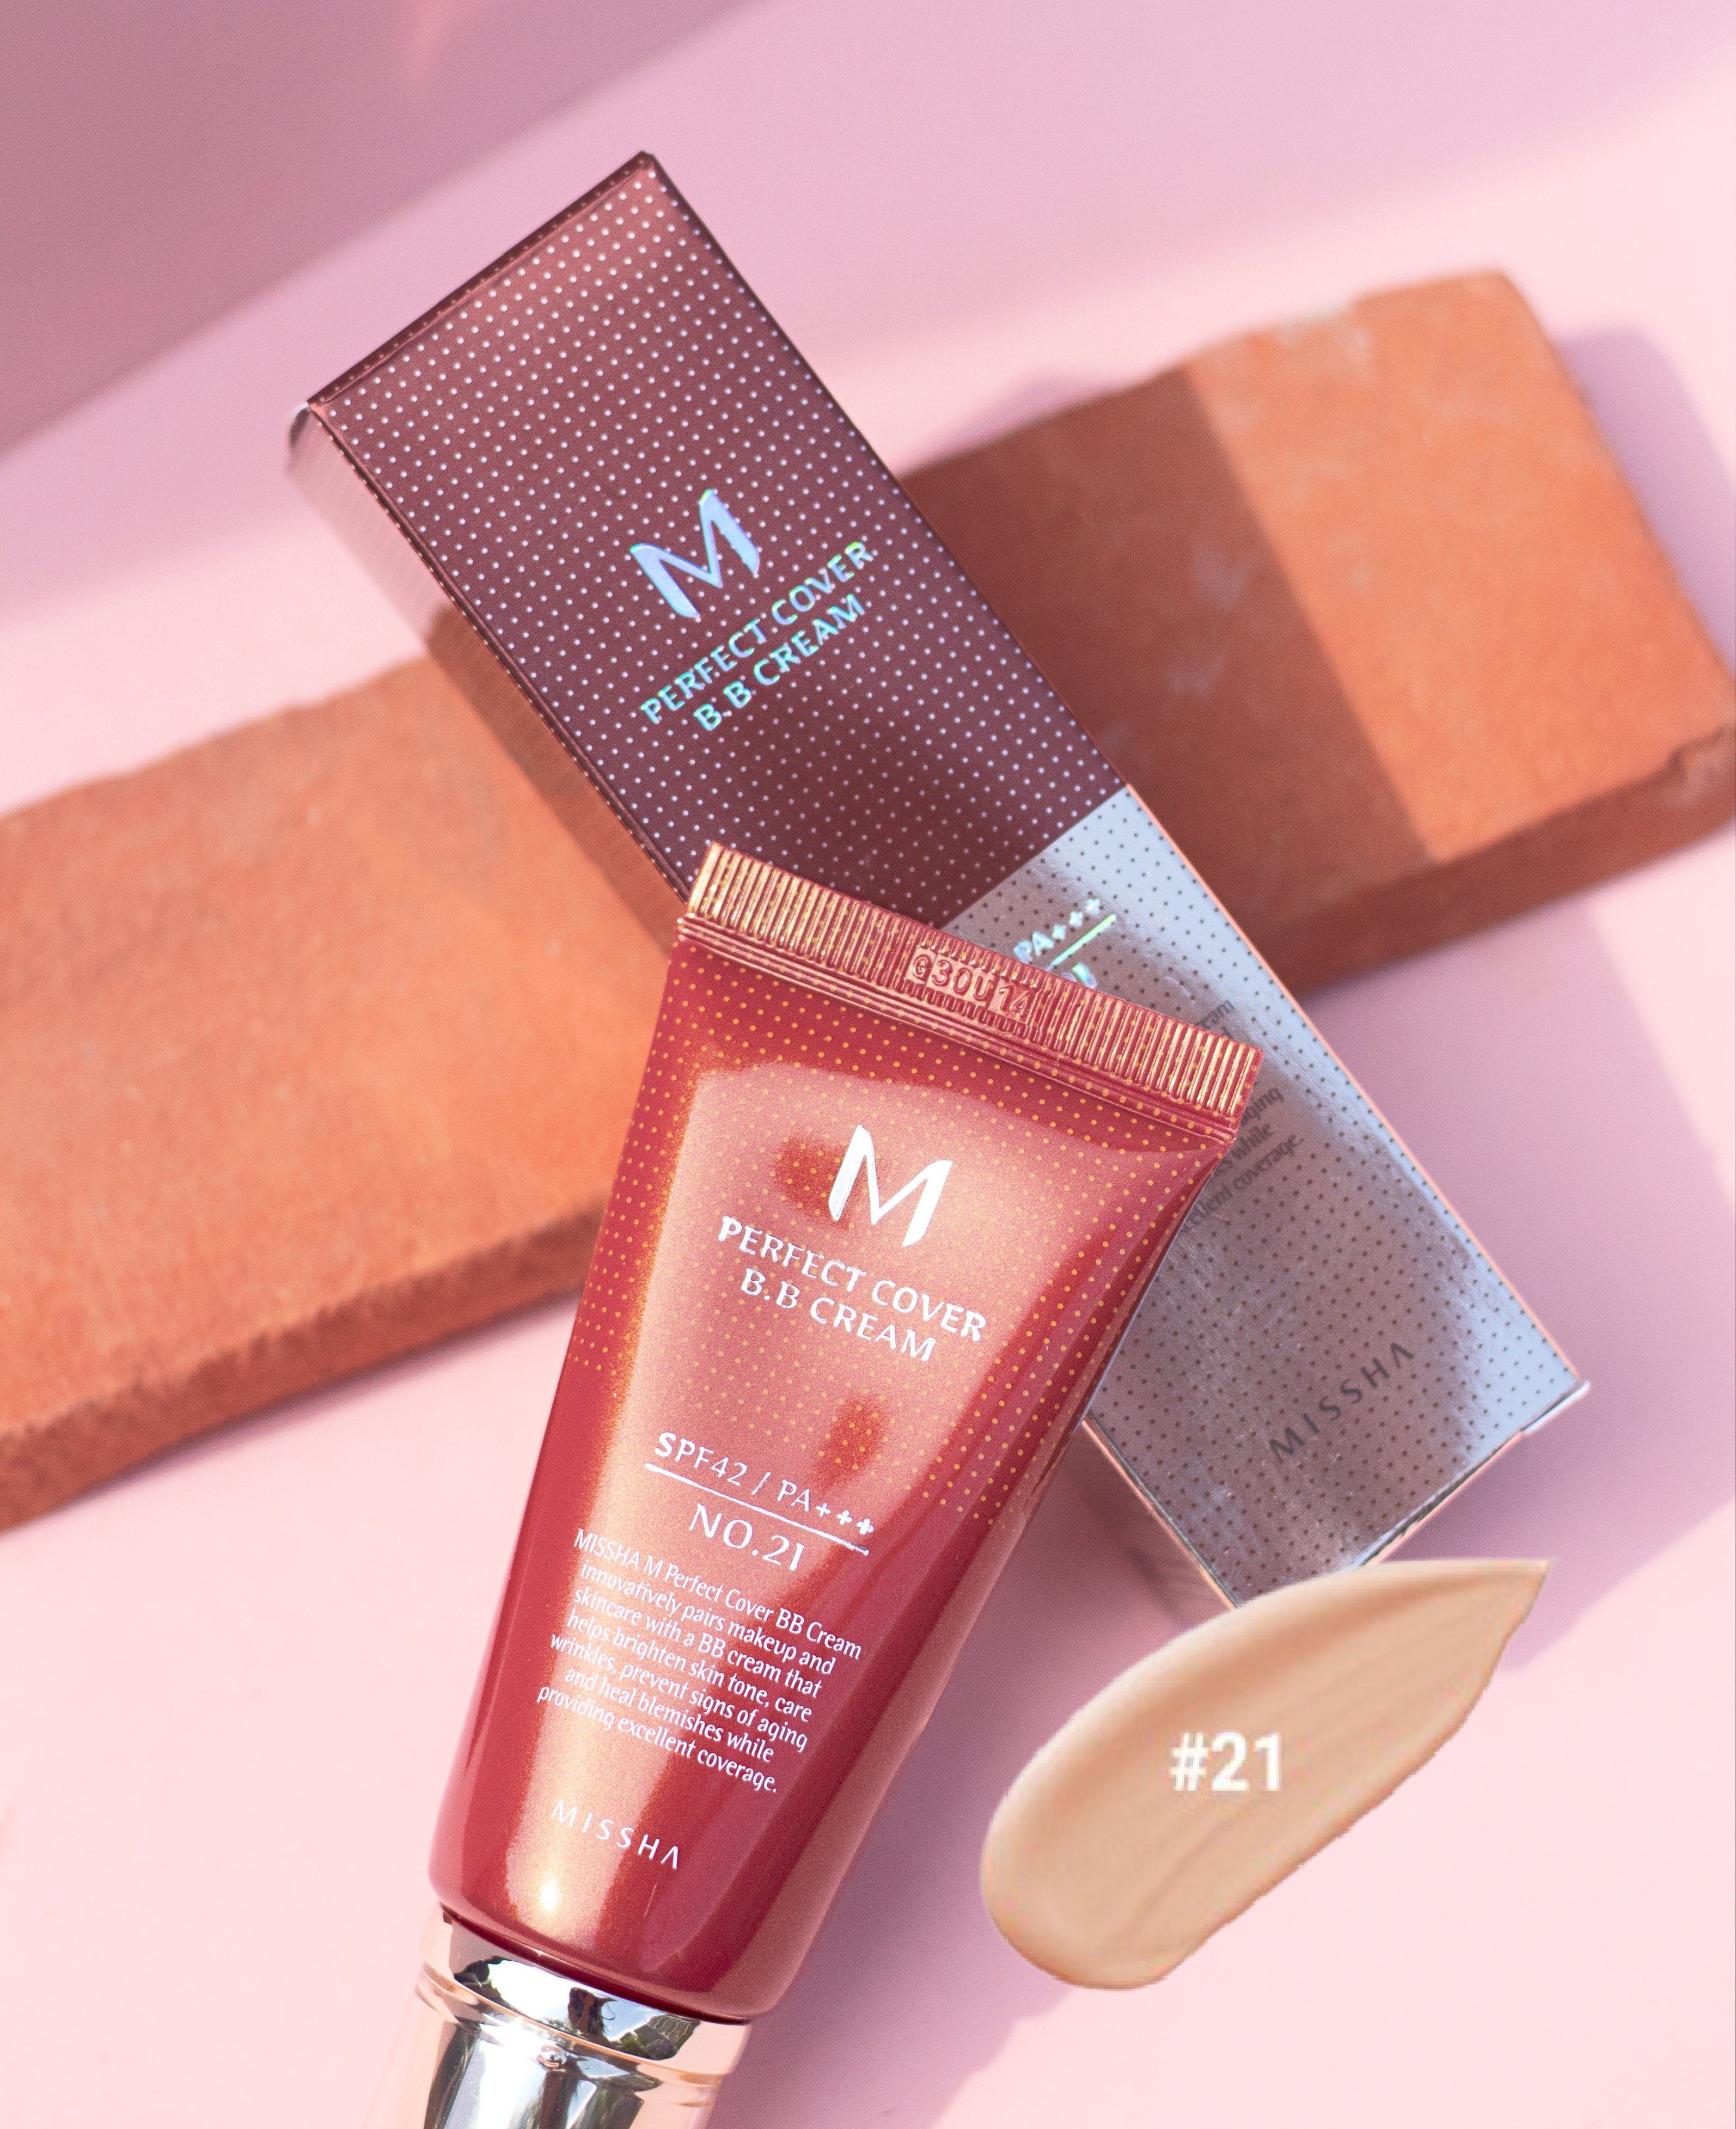 M
PERFECT COVER
B.B CREAM
PA+++
aging
while
coverage.
MISSHA
G30U14
M
PERFECT COVER
B.B CREAM
SPF42 / PA+++
NO.21
MISSHA M Perfect Cover BB Cream
innovatively pairs makeup and
skincare with a BB cream that
helps brighten skin tone, care
wrinkles, prevent signs of aging
and heal blemishes while
providing excellent coverage.
MISSHA
#21